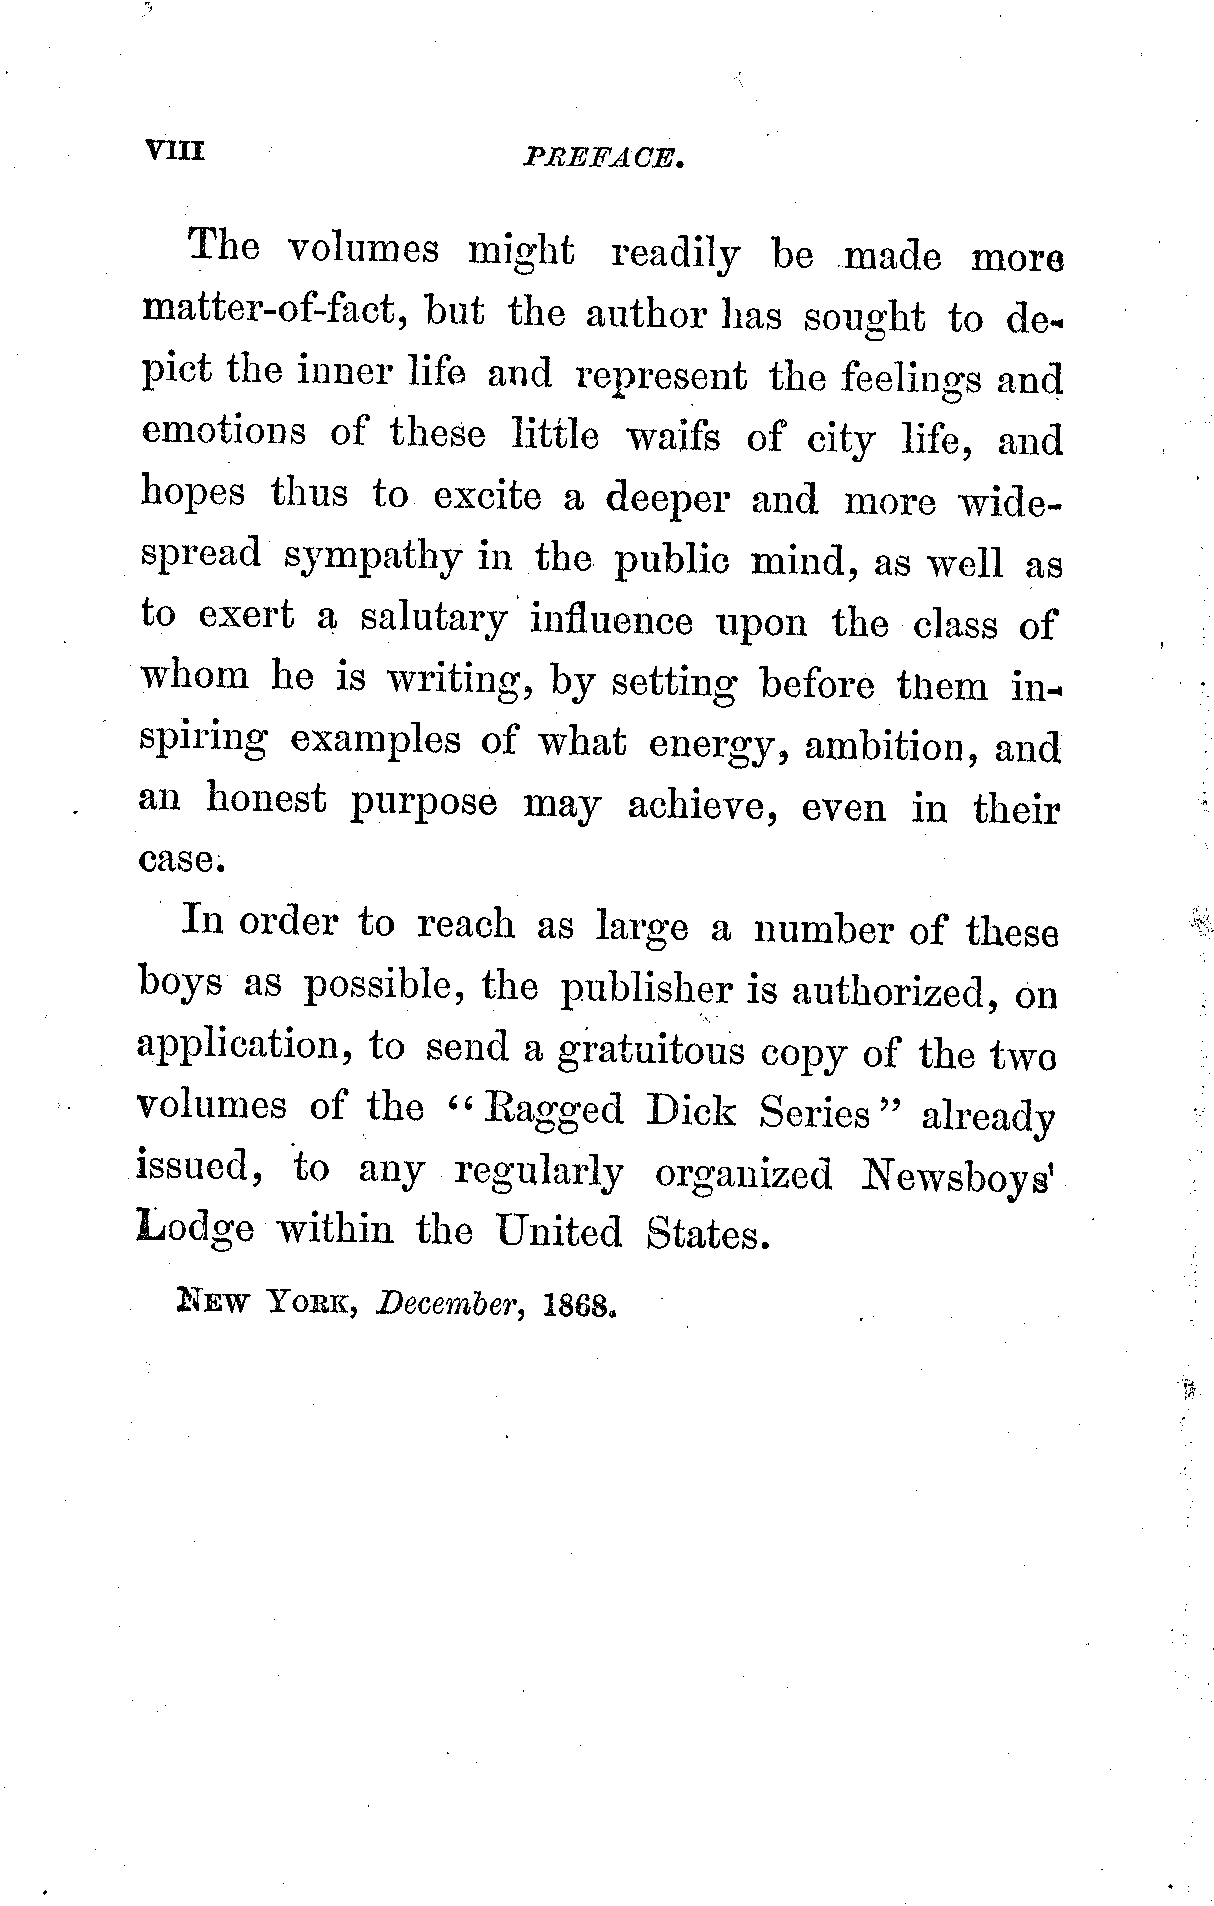 VIII
PREFACE.
The volumes might readily be made more
matter-of-fact, but the author has sought to de-
pict the inner life and represent the feelings and
emotions of these little waifs of city life, and
hopes thus to excite a deeper and more wide-
spread sympathy in the public mind, as well as
to exert a salutary influence upon the class of
whom he is writing, by setting before them in-
spiring examples of what energy, ambition, and
an honest purpose may achieve, even in their
case.
In order to reach as large a number of these
boys as possible, the publisher is authorized, on
application, to send a gratuitous copy of the two
volumes of the “Ragged Dick Series” already
issued, to any regularly organized Newsboys'
Lodge within the United States.
NEW YORK, December, 1868.